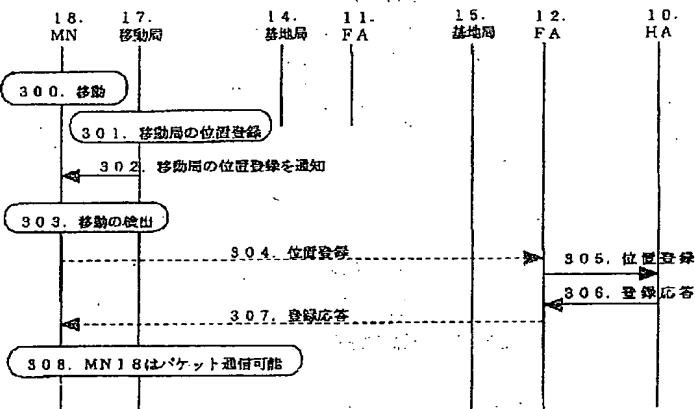 18. 17. 14. 11. 15. 12. 10.
MN 移動局 基地局 FA 基地局 FA HA
300. 移動
301. 移動局の位置登録
302. 移動局の位置登録を通知
303. 移動の検出
304. 位置登録
305. 位置登録
306. 登録応答
307. 登録応答
308. MN18はパケット通信可能